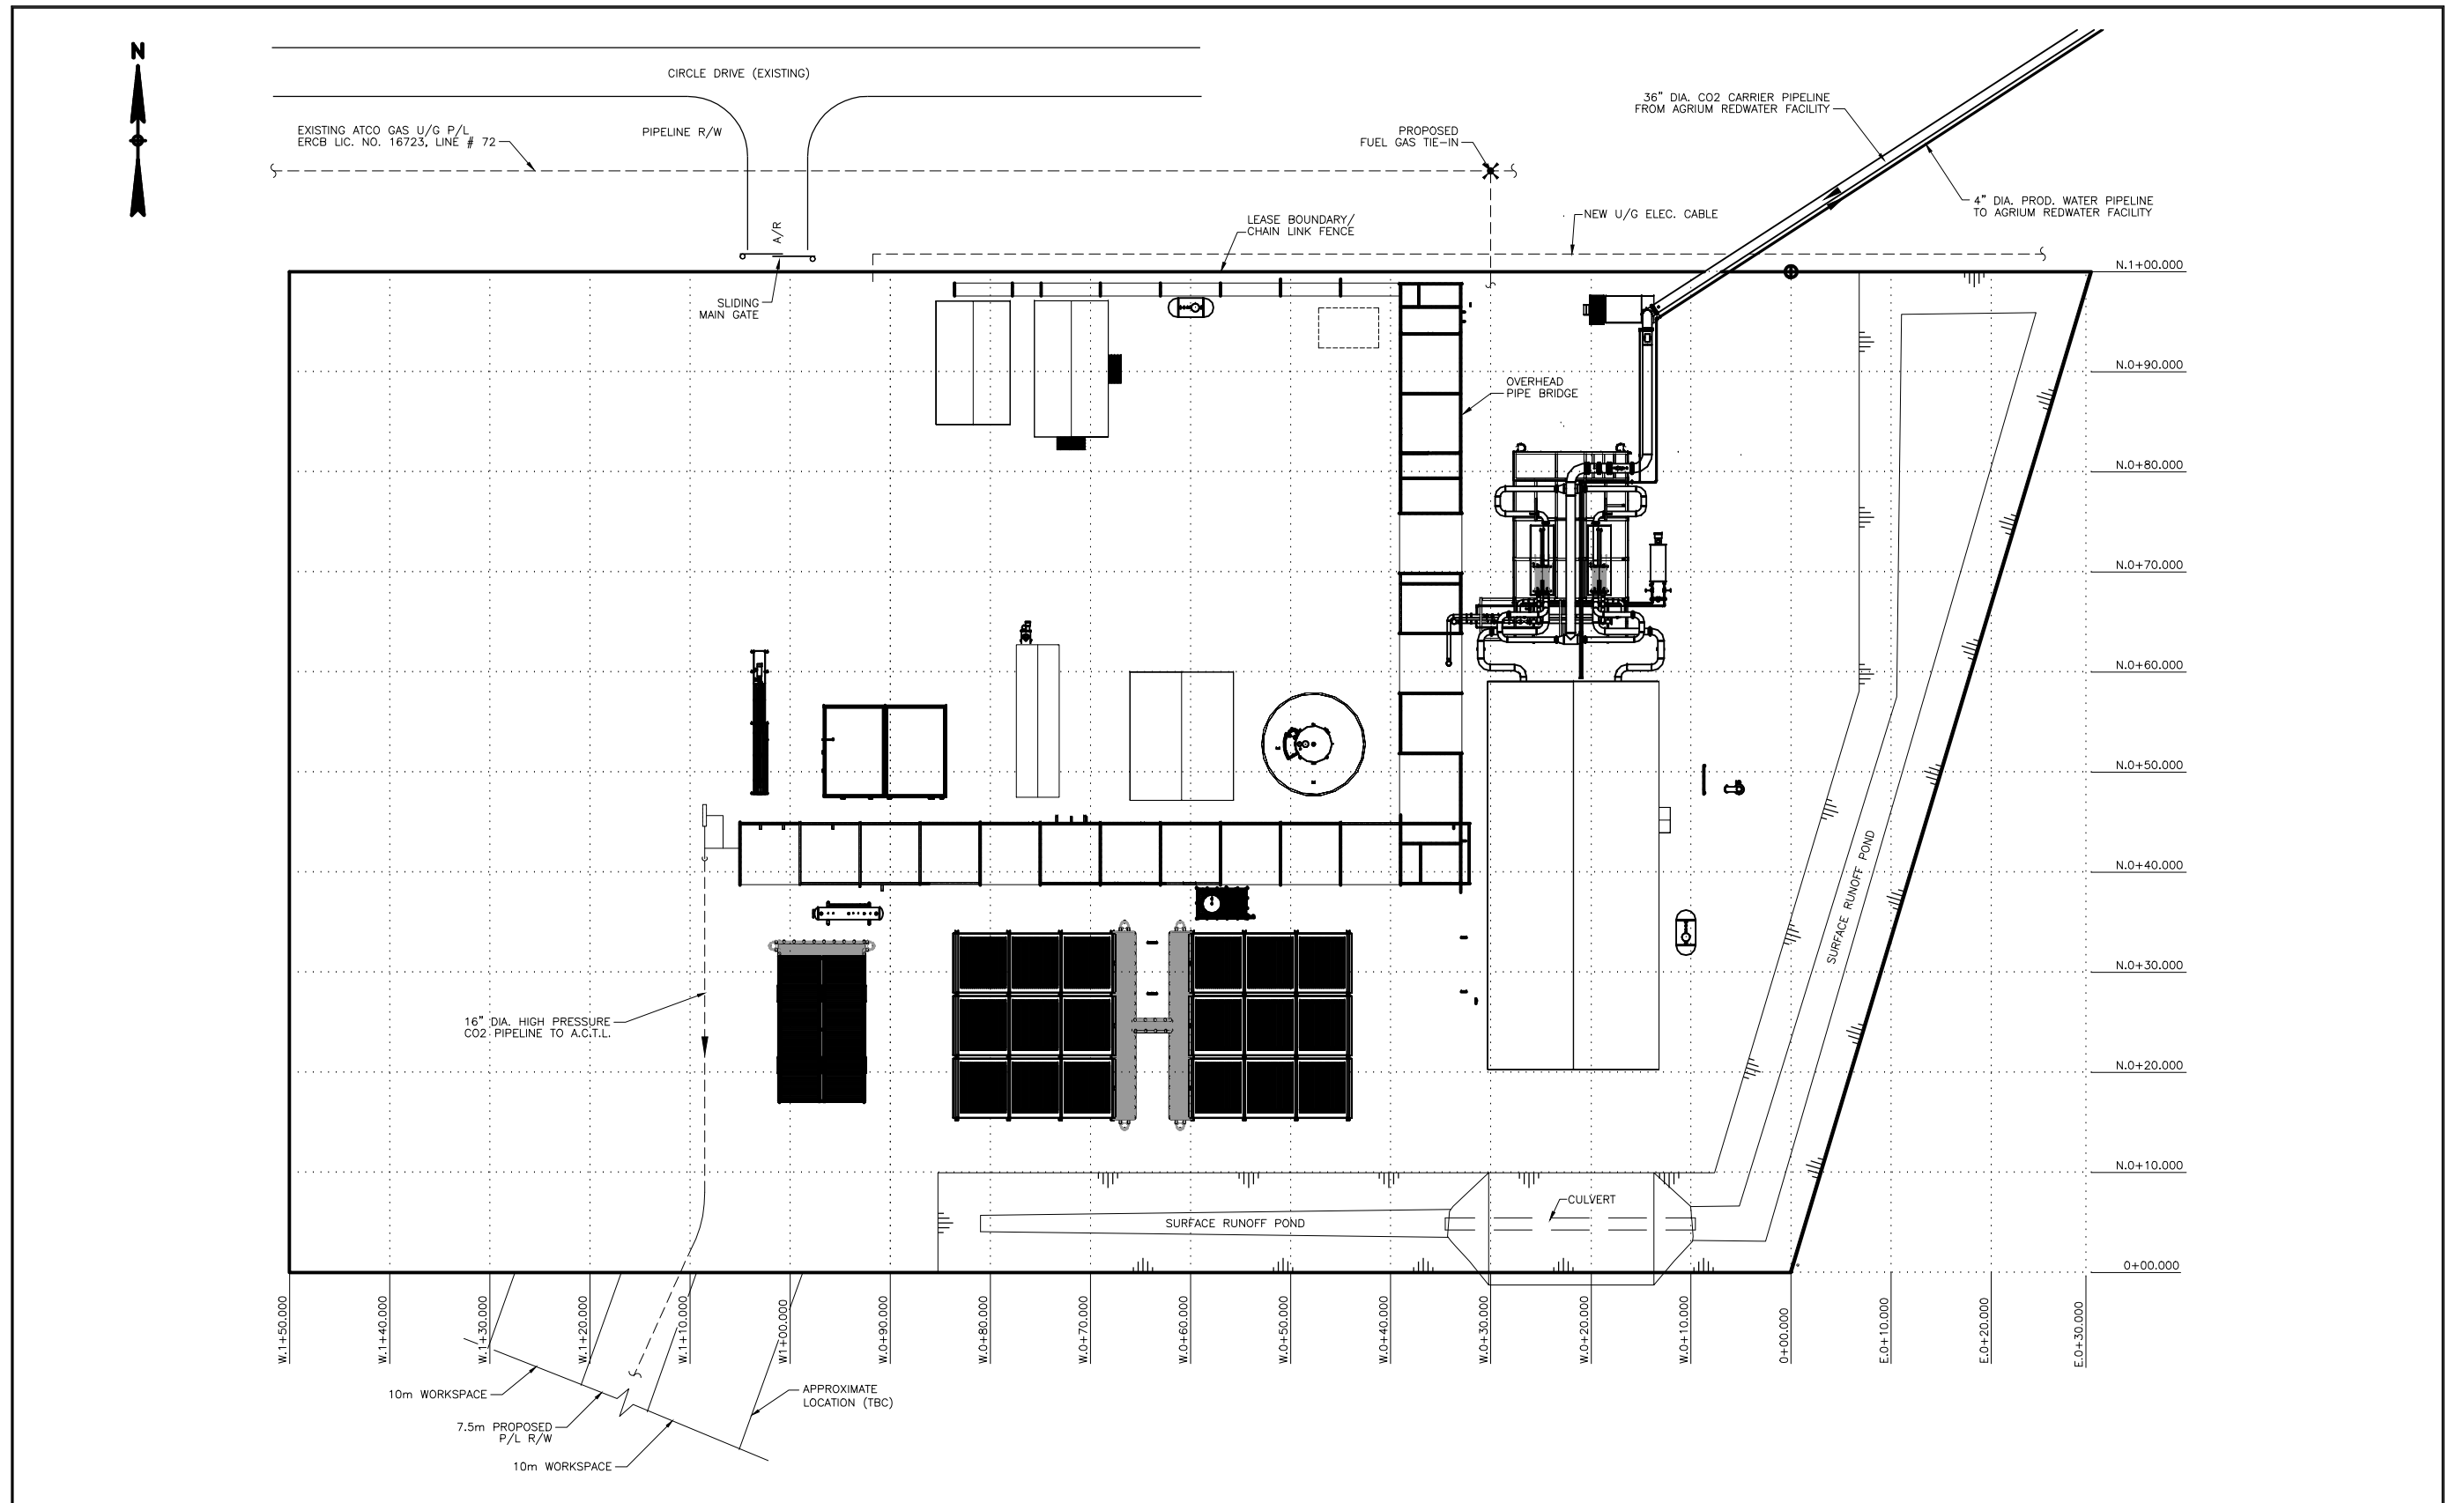 N
CIRCLE DRIVE (EXISTING)
EXISTING ATCO GAS U/G P/L
ERCB LIC. NO. 16723, LINE # 72
PIPELINE R/W
A/R
SLIDING
MAIN GATE
LEASE BOUNDARY/
CHAIN LINK FENCE
PROPOSED
FUEL GAS TIE-IN
NEW U/G ELEC. CABLE
36" DIA. CO2 CARRIER PIPELINE
FROM AGRIUM REDWATER FACILITY
4" DIA. PROD. WATER PIPELINE
TO AGRIUM REDWATER FACILITY
OVERHEAD
PIPE BRIDGE
N.1+00.000
N.0+90.000
N.0+80.000
N.0+70.000
N.0+60.000
N.0+50.000
N.0+40.000
N.0+30.000
N.0+20.000
N.0+10.000
0+00.000
SURFACE RUNOFF POND
16" DIA. HIGH PRESSURE
CO2 PIPELINE TO A.C.T.L.
SURFACE RUNOFF POND
CULVERT
W.1+50.000
W.1+40.000
W.1+30.000
W.1+20.000
W.1+10.000
W1+00.000
W.0+90.000
W.0+80.000
W.0+70.000
W.0+60.000
W.0+50.000
W.0+40.000
W.0+30.000
W.0+20.000
W.0+10.000
0+00.000
E.0+10.000
E.0+20.000
E.0+30.000
10m WORKSPACE
7.5m PROPOSED
P/L R/W
10m WORKSPACE
APPROXIMATE
LOCATION (TBC)